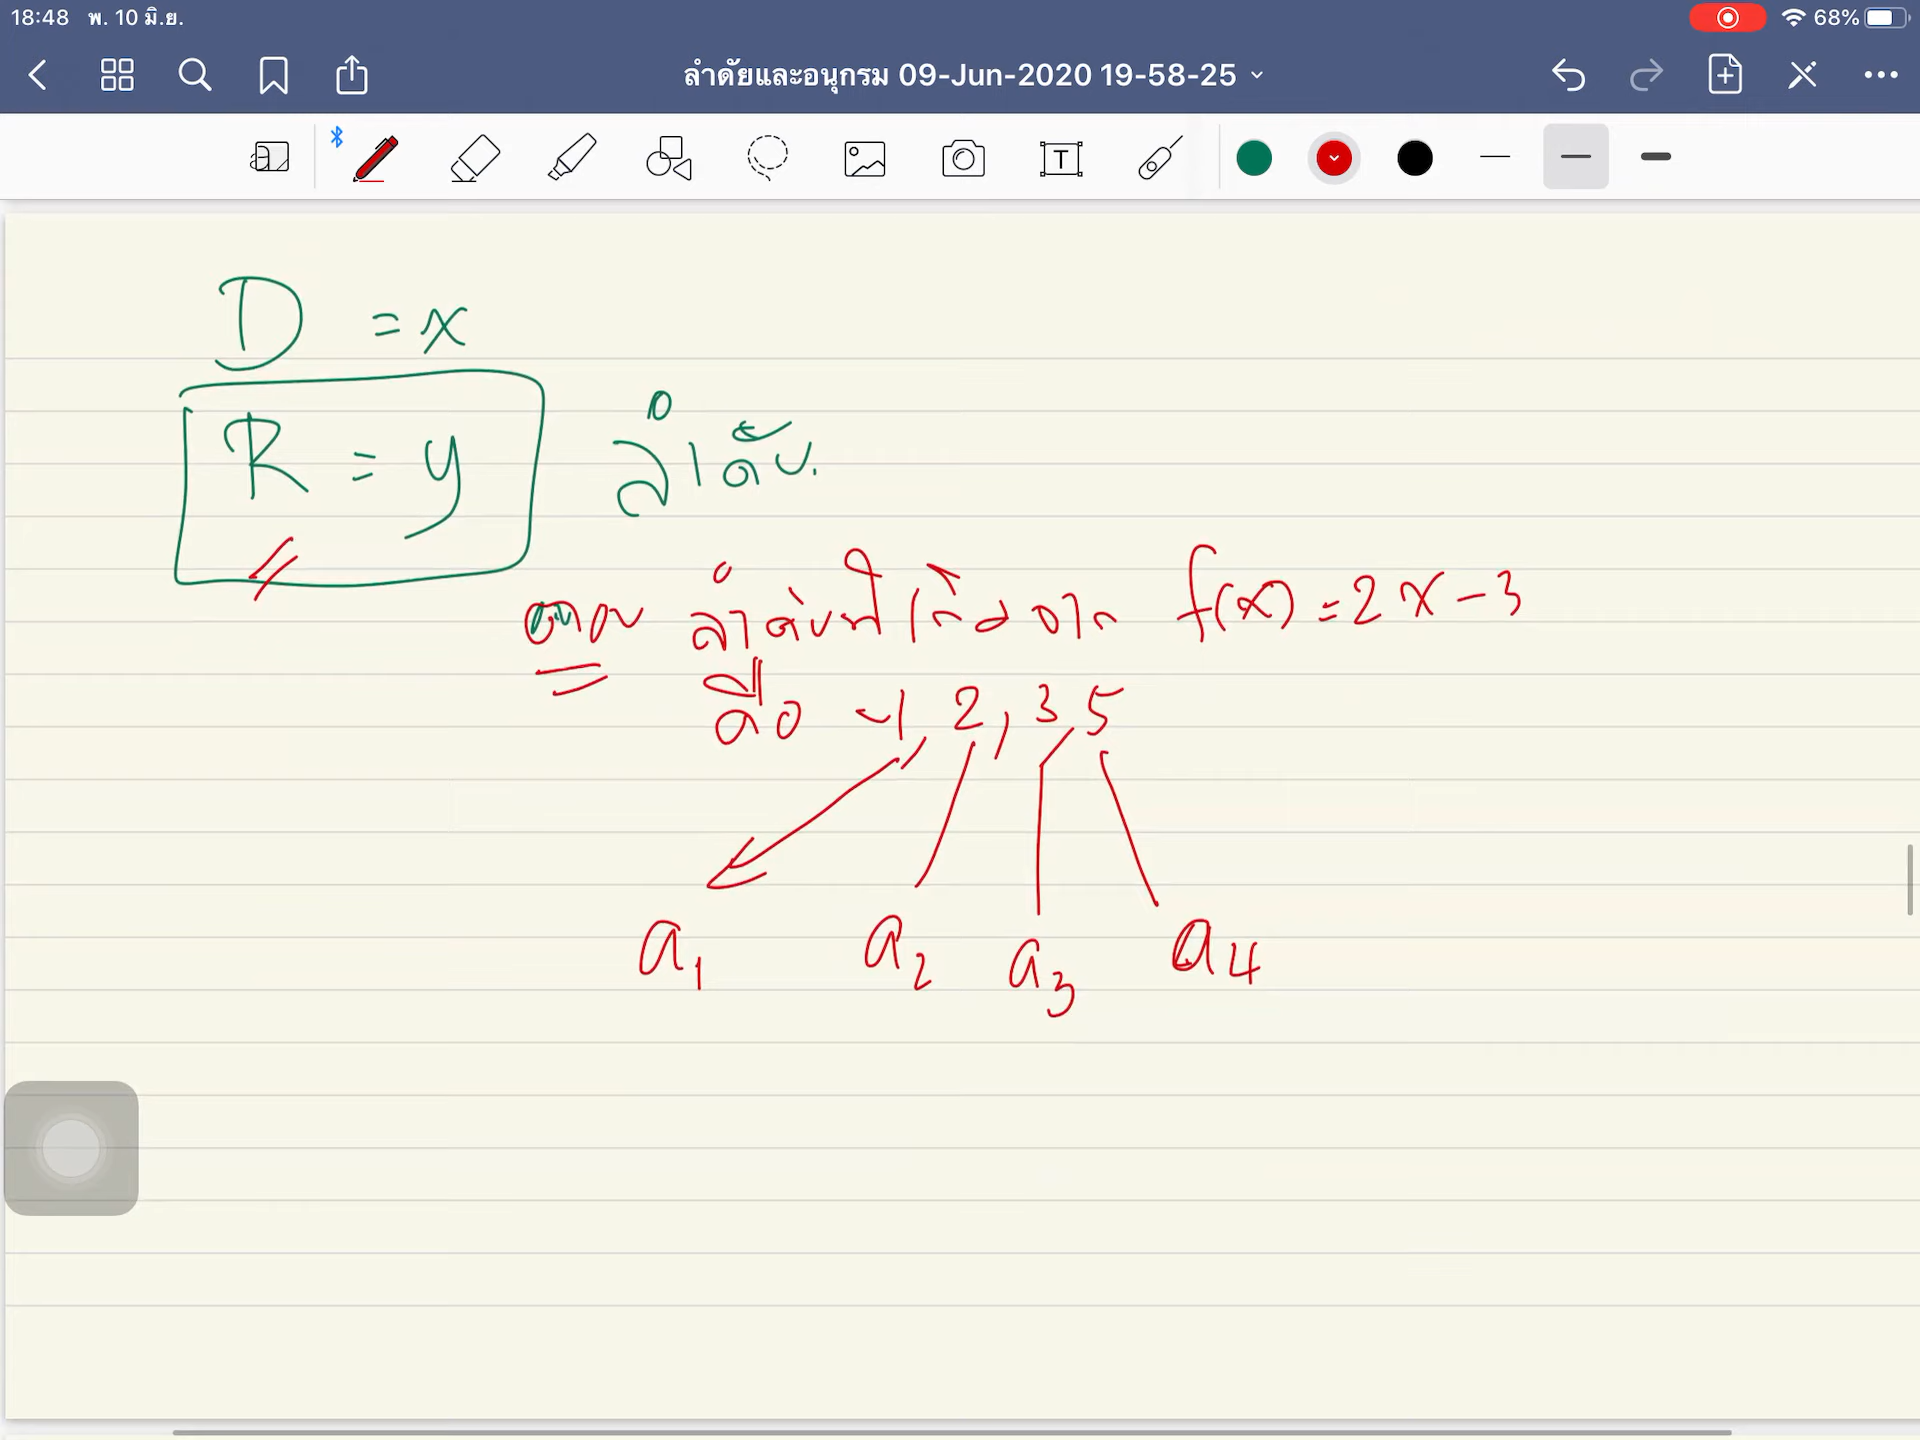 18:48 พ. 10 มิ.ย.
68%
ลำดัยและอนุกรม 09-Jun-2020 19-58-25
D = x
R = y ลำดับ.
ตอบ ลำดับที่เกิดจาก f(x) = 2x - 3
คือ -1, 2, 3, 5
a1 a2 a3 a4